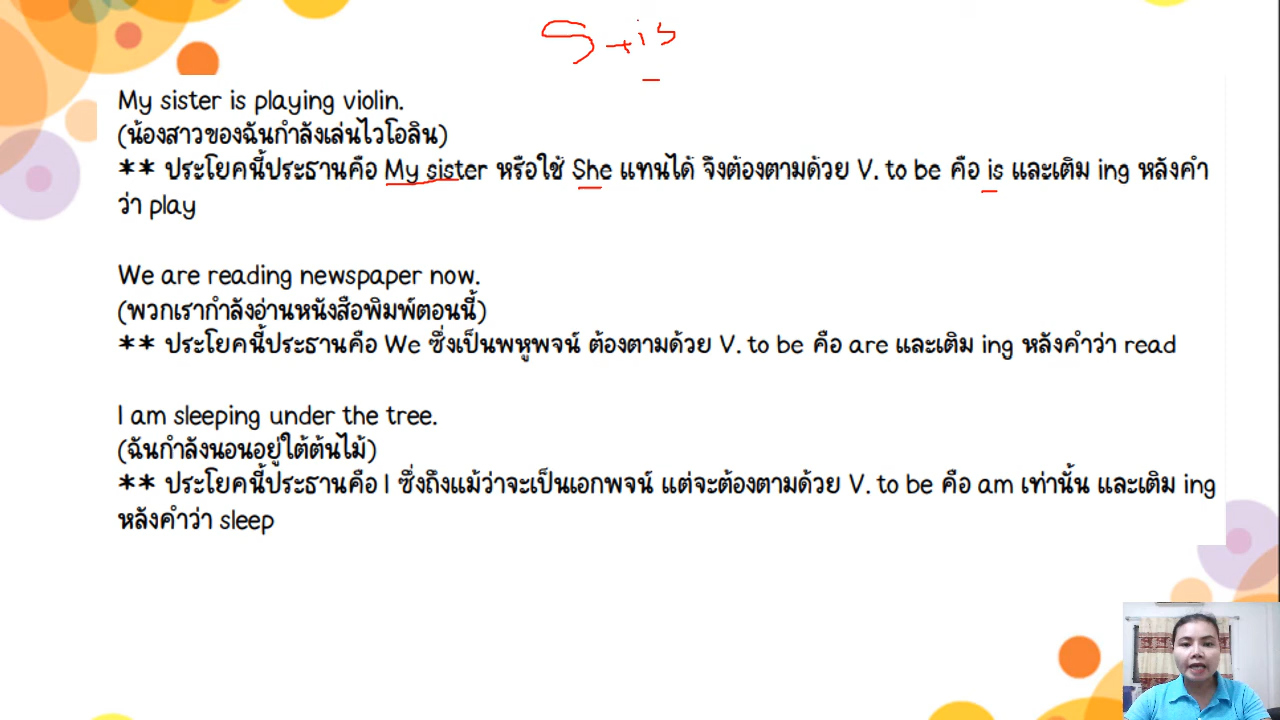 S+is
My sister is playing violin.
(น้องสาวของฉันกำลังเล่นไวโอลิน)
** ประโยคนี้ประธานคือ My sister หรือใช้ She แทนได้ จึงต้องตามด้วย V. to be คือ is และเติม ing หลังคำ
ว่า play
We are reading newspaper now.
(พวกเรากำลังอ่านหนังสือพิมพ์ตอนนี้)
** ประโยคนี้ประธานคือ We ซึ่งเป็นพหูพจน์ ต้องตามด้วย V. to be คือ are และเติม ing หลังคำว่า read
I am sleeping under the tree.
(ฉันกำลังนอนอยู่ใต้ต้นไม้)
** ประโยคนี้ประธานคือ I ซึ่งถึงแม้ว่าจะเป็นเอกพจน์ แต่จะต้องตามด้วย V. to be คือ am เท่านั้น และเติม ing
หลังคำว่า sleep